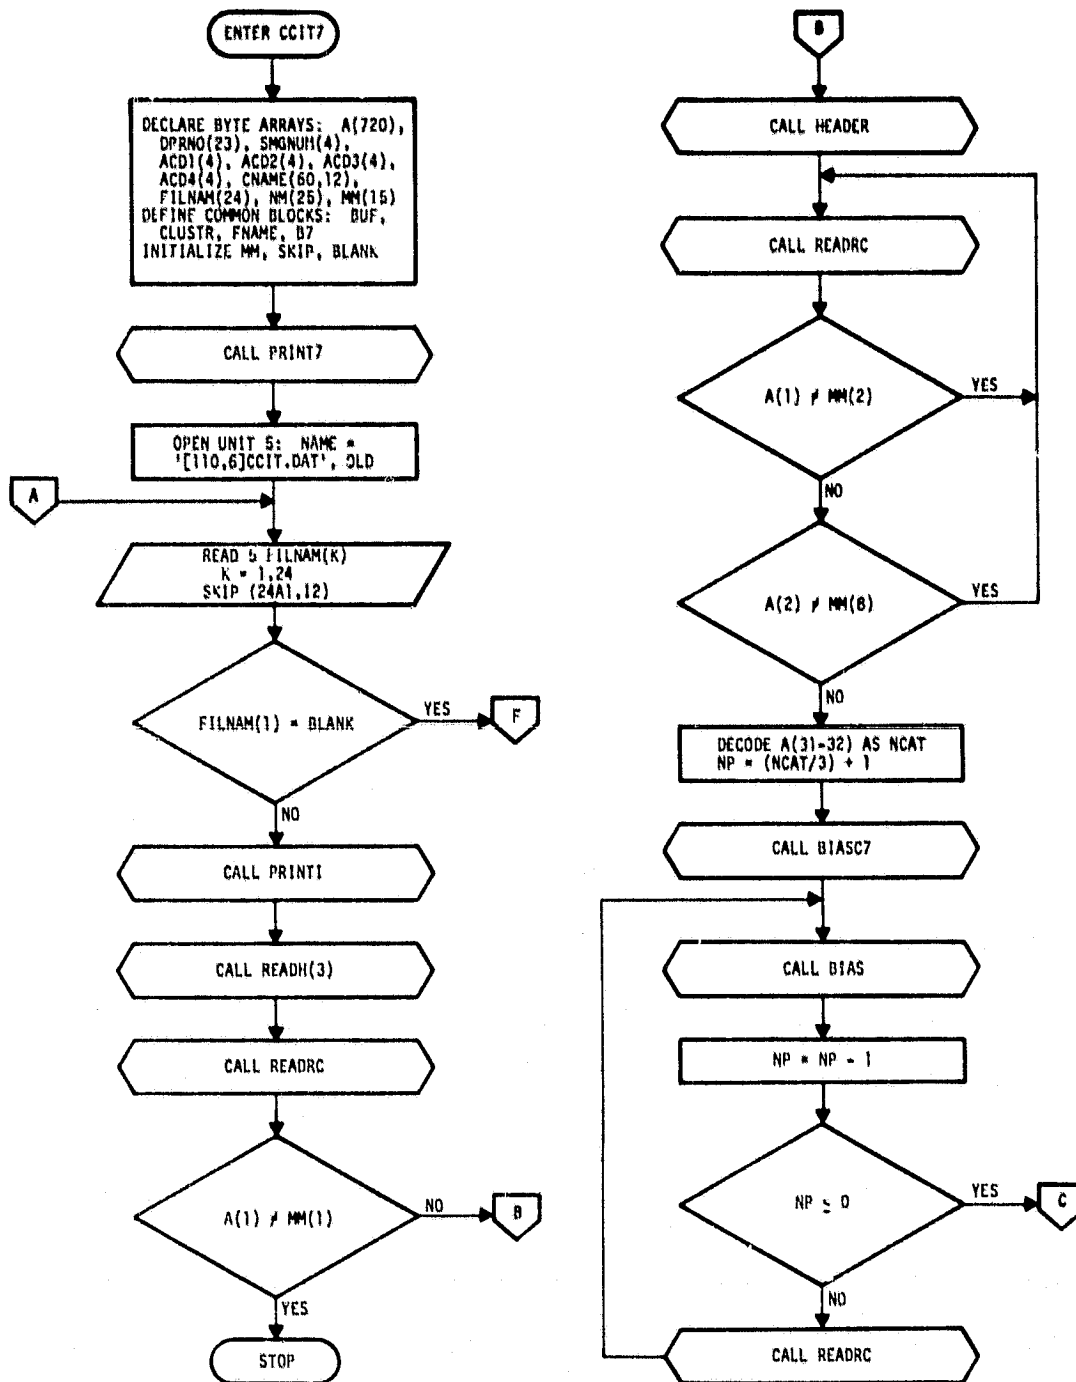 ENTER CCIT7
DECLARE BYTE ARRAYS: A(720),
DPRNO(23), SMGNUM(4),
ACD1(4), ACD2(4), ACD3(4),
ACD4(4), CNAME(60,12),
FILNAM(24), NM(25), MM(15)
DEFINE COMMON BLOCKS: BUF,
CLUSTR, FNAME, B7
INITIALIZE MM, SKIP, BLANK
CALL PRINT7
OPEN UNIT 5: NAME =
'[110,6]CCIT.DAT', OLD
A
READ 5 FILNAM(K)
K = 1,24
SKIP (24A1,12)
FILNAM(1) = BLANK
YES
F
NO
CALL PRINTI
CALL READH(3)
CALL READRC
A(1) ≠ MM(1)
NO
B
YES
STOP
B
CALL HEADER
CALL READRC
A(1) ≠ MM(2)
YES
NO
A(2) ≠ MM(8)
YES
NO
DECODE A(31-32) AS NCAT
NP = (NCAT/3) + 1
CALL BIASC7
CALL BIAS
NP = NP - 1
NP ≤ 0
YES
C
NO
CALL READRC